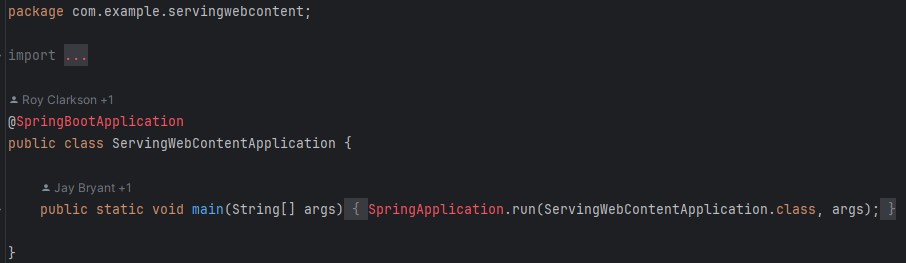 package com.example.servingwebcontent;
import ...
Roy Clarkson +1
@SpringBootApplication
public class ServingWebContentApplication {
Jay Bryant +1
public static void main(String[] args) { SpringApplication.run(ServingWebContentApplication.class, args); }
}